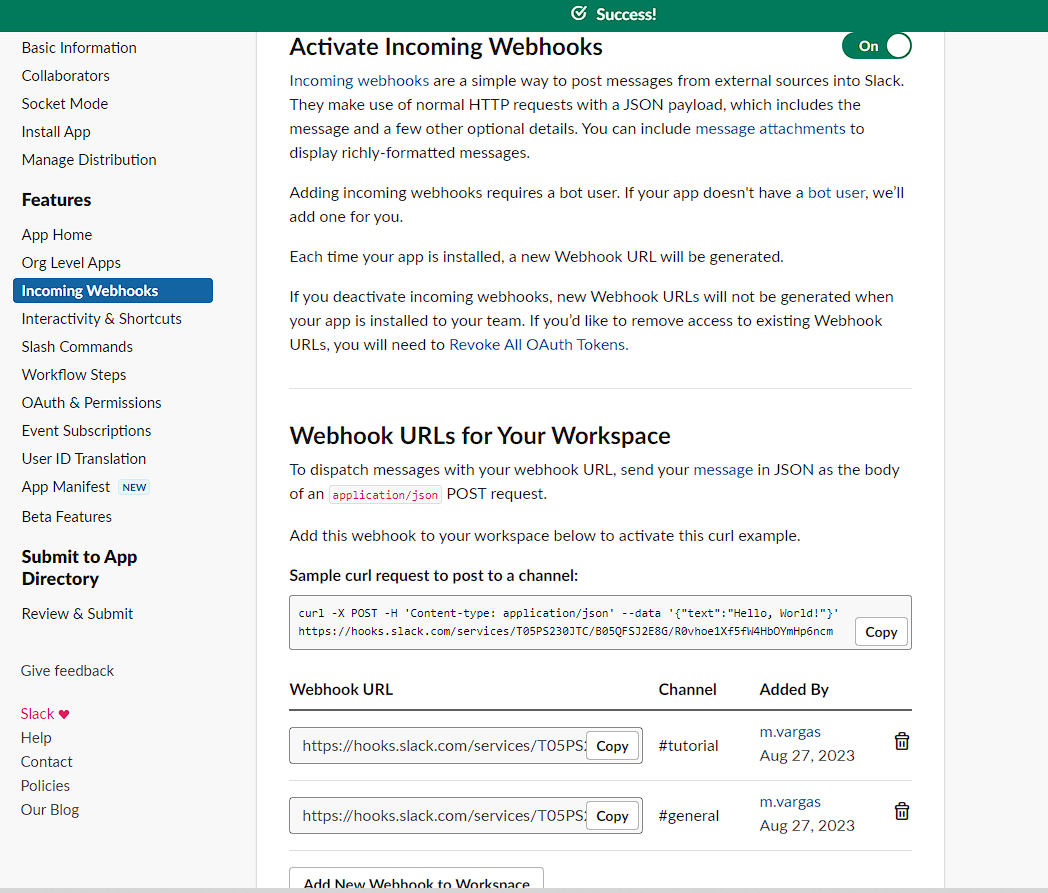 Success!
Basic Information
Collaborators
Socket Mode
Install App
Manage Distribution
Features
App Home
Org Level Apps
Incoming Webhooks
Interactivity & Shortcuts
Slash Commands
Workflow Steps
OAuth & Permissions
Event Subscriptions
User ID Translation
App Manifest NEW
Beta Features
Submit to App
Directory
Review & Submit
Give feedback
Slack
Help
Contact
Policies
Our Blog
Activate Incoming Webhooks On
Incoming webhooks are a simple way to post messages from external sources into Slack.
They make use of normal HTTP requests with a JSON payload, which includes the
message and a few other optional details. You can include message attachments to
display richly-formatted messages.
Adding incoming webhooks requires a bot user. If your app doesn't have a bot user, we’ll
add one for you.
Each time your app is installed, a new Webhook URL will be generated.
If you deactivate incoming webhooks, new Webhook URLs will not be generated when
your app is installed to your team. If you’d like to remove access to existing Webhook
URLs, you will need to Revoke All OAuth Tokens.
Webhook URLs for Your Workspace
To dispatch messages with your webhook URL, send your message in JSON as the body
of an application/json POST request.
Add this webhook to your workspace below to activate this curl example.
Sample curl request to post to a channel:
curl -X POST -H 'Content-type: application/json' --data '{"text":"Hello, World!"}'
https://hooks.slack.com/services/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
Copy
Webhook URL Channel Added By
https://hooks.slack.com/services/T05PS Copy #tutorial m.vargas
Aug 27, 2023
https://hooks.slack.com/services/T05PS Copy #general m.vargas
Aug 27, 2023
Add New Webhook to Workspace